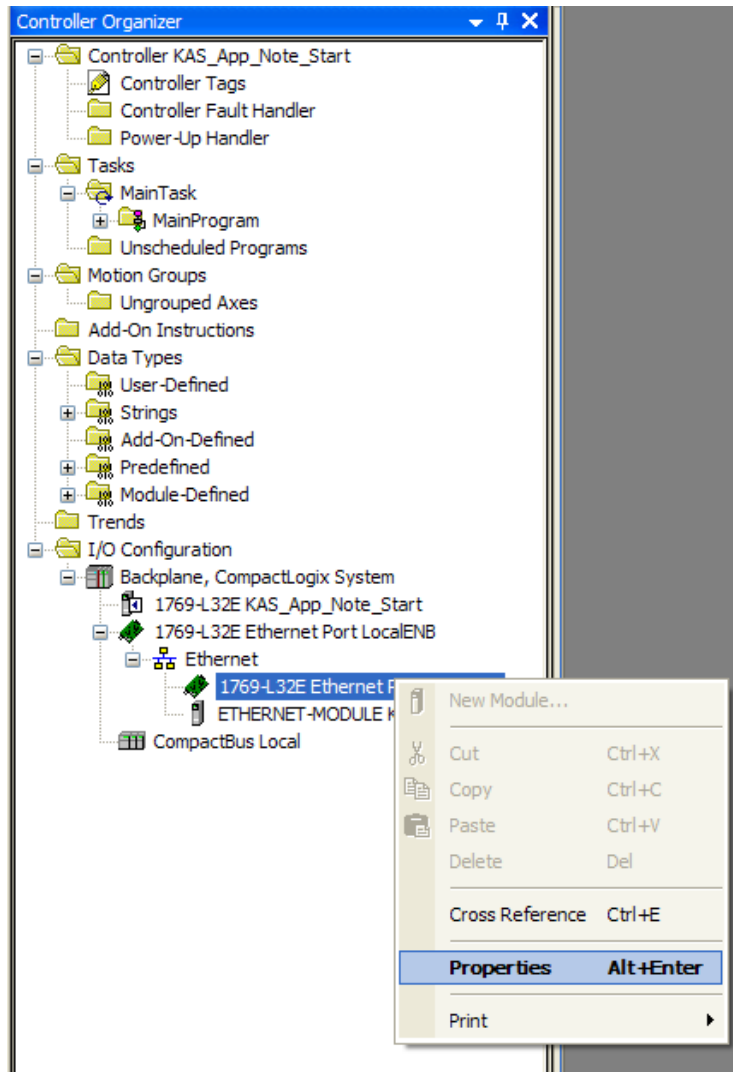 Controller Organizer
Controller KAS_App_Note_Start
Controller Tags
Controller Fault Handler
Power-Up Handler
Tasks
MainTask
MainProgram
Unscheduled Programs
Motion Groups
Ungrouped Axes
Add-On Instructions
Data Types
User-Defined
Strings
Add-On-Defined
Predefined
Module-Defined
Trends
I/O Configuration
Backplane, CompactLogix System
1769-L32E KAS_App_Note_Start
1769-L32E Ethernet Port LocalENB
Ethernet
1769-L32E Ethernet
ETHERNET-MODULE K
CompactBus Local
New Module...
Cut Ctrl+X
Copy Ctrl+C
Paste Ctrl+V
Delete Del
Cross Reference Ctrl+E
Properties Alt+Enter
Print